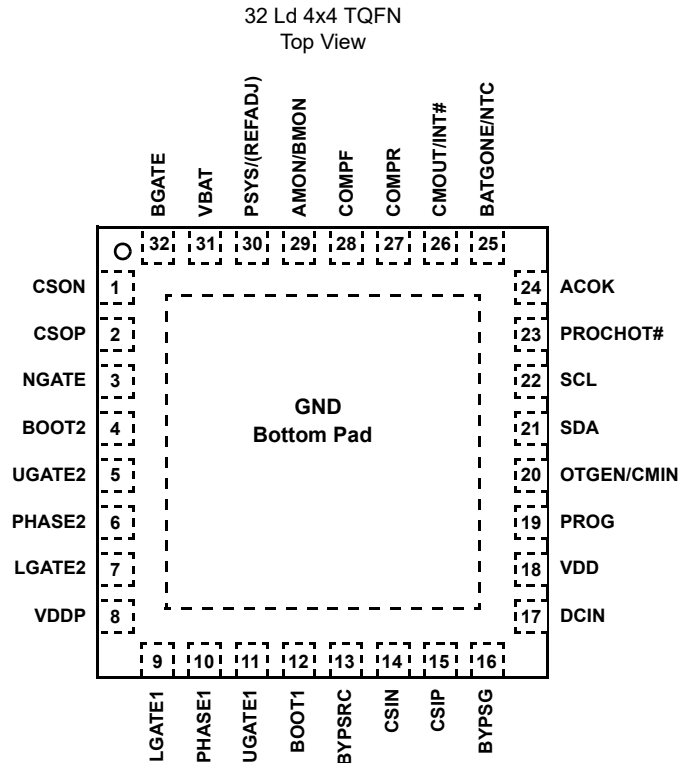 32 Ld 4x4 TQFN
Top View
BGATE
VBAT
PSYS/(REFADJ)
AMON/BMON
COMPF
COMPR
CMOUT/INT#
BATGONE/NTC
32 31 30 29 28 27 26 25
CSON 1
CSOP 2
NGATE 3
BOOT2 4
UGATE2 5
PHASE2 6
LGATE2 7
VDDP 8
GND
Bottom Pad
24 ACOK
23 PROCHOT#
22 SCL
21 SDA
20 OTGEN/CMIN
19 PROG
18 VDD
17 DCIN
9 10 11 12 13 14 15 16
LGATE1
PHASE1
UGATE1
BOOT1
BYPSRC
CSIN
CSIP
BYPSG